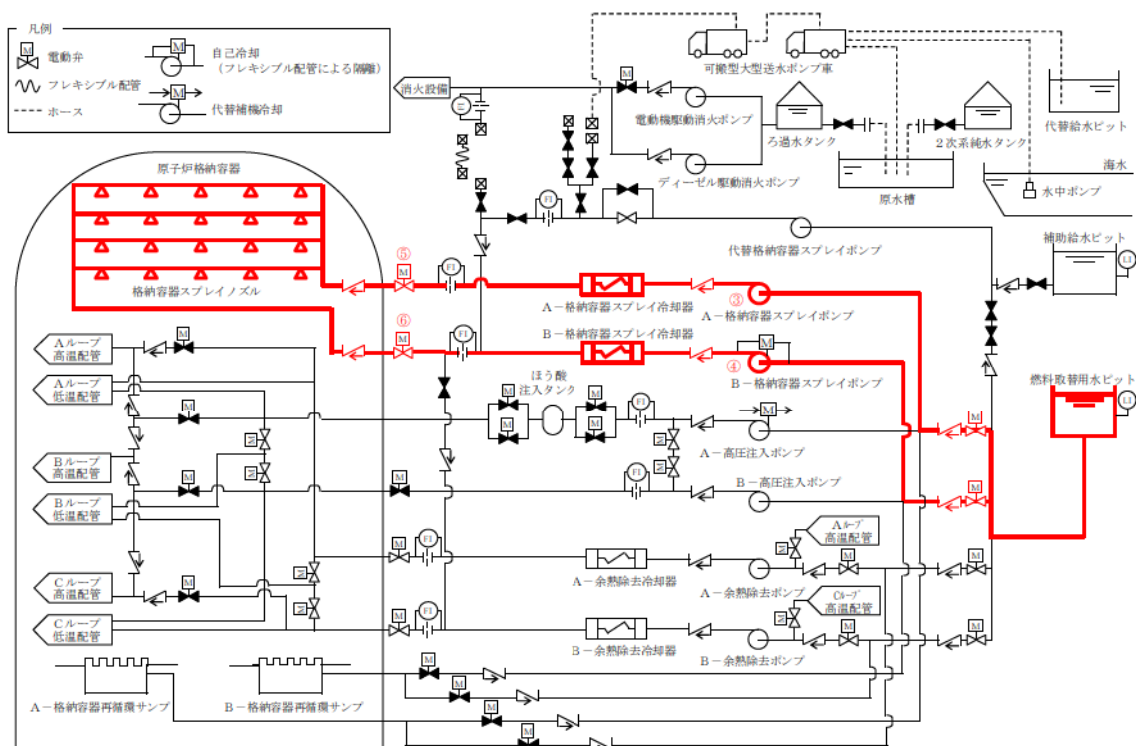 凡例
M
電動弁
フレキシブル配管
ホース
M
自己冷却
(フレキシブル配管による隔離)
M
代替補機冷却
消火設備
FI
M
電動機駆動消火ポンプ
ディーゼル駆動消火ポンプ
可搬型大型送水ポンプ車
ろ過水タンク
2次系純水タンク
原水槽
代替給水ピット
海水
水中ポンプ
FI
代替格納容器スプレイポンプ
補助給水ピット
LI
原子炉格納容器
格納容器スプレイノズル
⑤
M
FI
A-格納容器スプレイ冷却器
③
A-格納容器スプレイポンプ
⑥
M
FI
B-格納容器スプレイ冷却器
M
④
B-格納容器スプレイポンプ
燃料取替用水ピット
LI
Aループ
高温配管
M
Aループ
低温配管
M
M
M
ほう酸
注入タンク
M
M
M
M
FI
M
M
M
A-高圧注入ポンプ
M
Bループ
高温配管
M
Bループ
低温配管
M
M
FI
B-高圧注入ポンプ
M
Aループ
高温配管
M
M
M
M
M
FI
A-余熱除去冷却器
A-余熱除去ポンプ
Cループ
高温配管
M
M
Cループ
高温配管
M
M
M
Cループ
低温配管
M
FI
B-余熱除去冷却器
B-余熱除去ポンプ
M
M
M
M
A-格納容器再循環サンプ
B-格納容器再循環サンプ